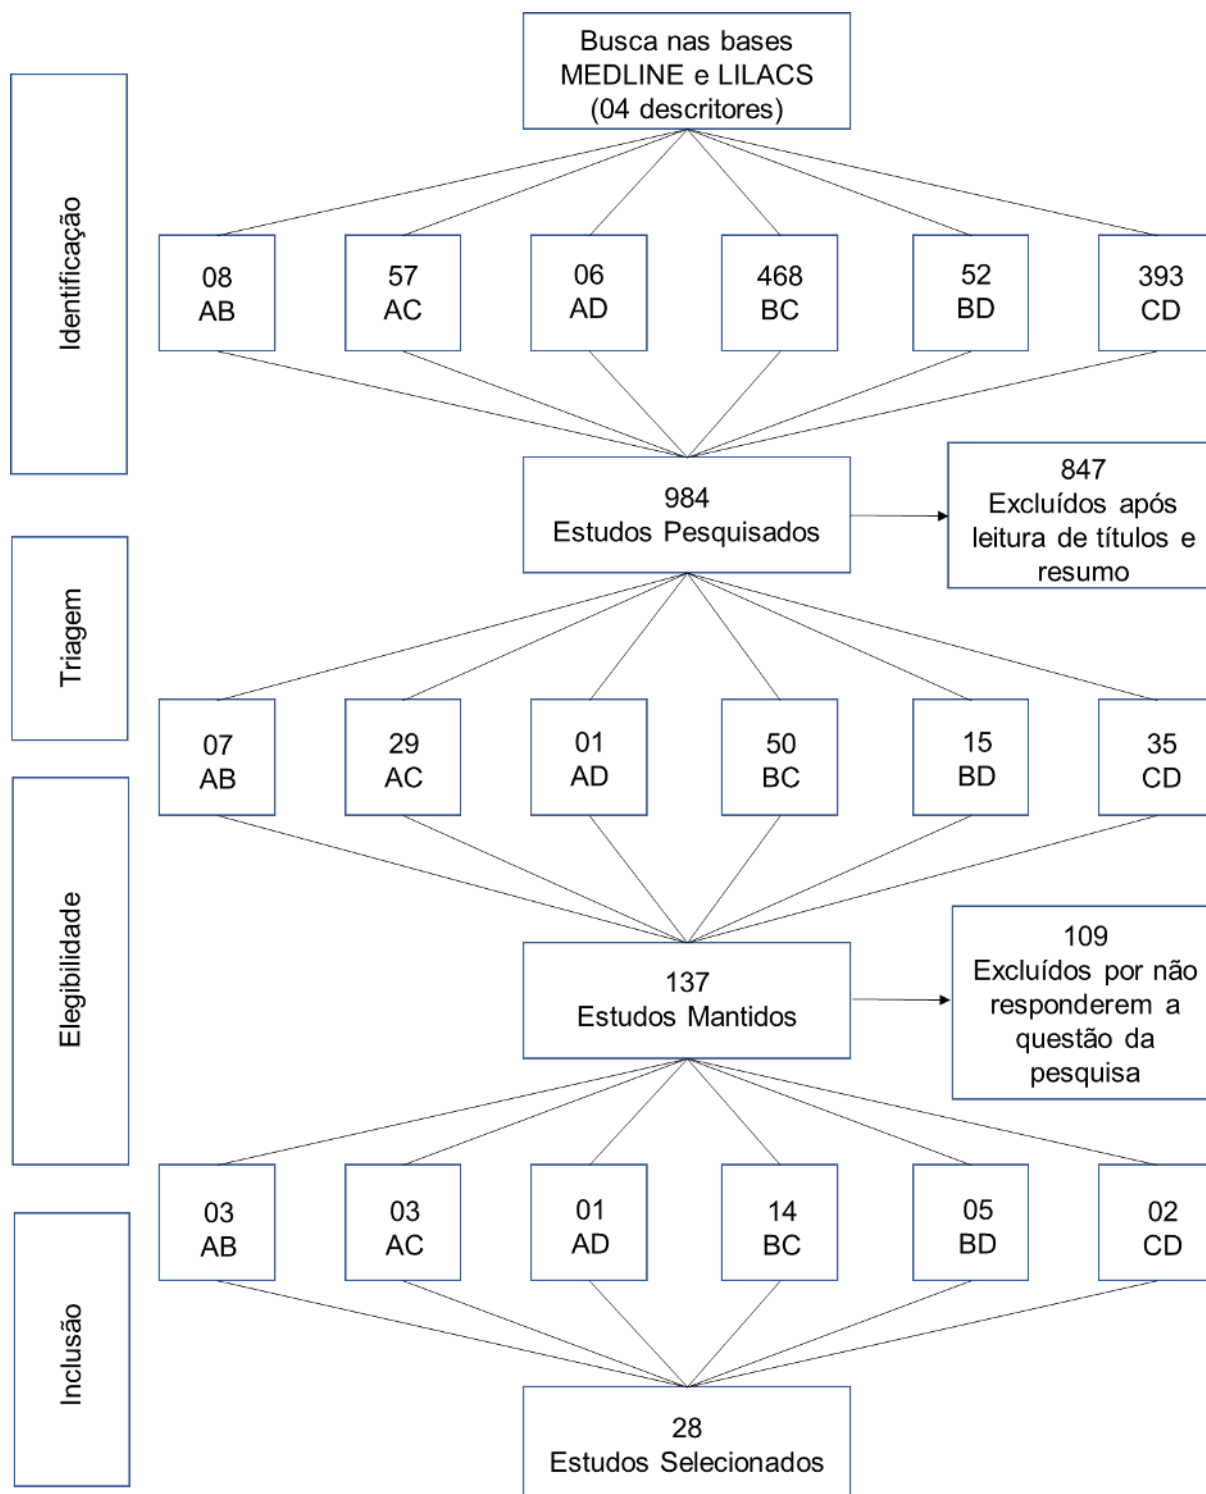 Busca nas bases
MEDLINE e LILACS
(04 descritores)
Identificação
08
AB
57
AC
06
AD
468
BC
52
BD
393
CD
984
Estudos Pesquisados
847
Excluídos após
leitura de títulos e
resumo
Triagem
07
AB
29
AC
01
AD
50
BC
15
BD
35
CD
Elegibilidade
137
Estudos Mantidos
109
Excluídos por não
responderem a
questão da
pesquisa
03
AB
03
AC
01
AD
14
BC
05
BD
02
CD
Inclusão
28
Estudos Selecionados